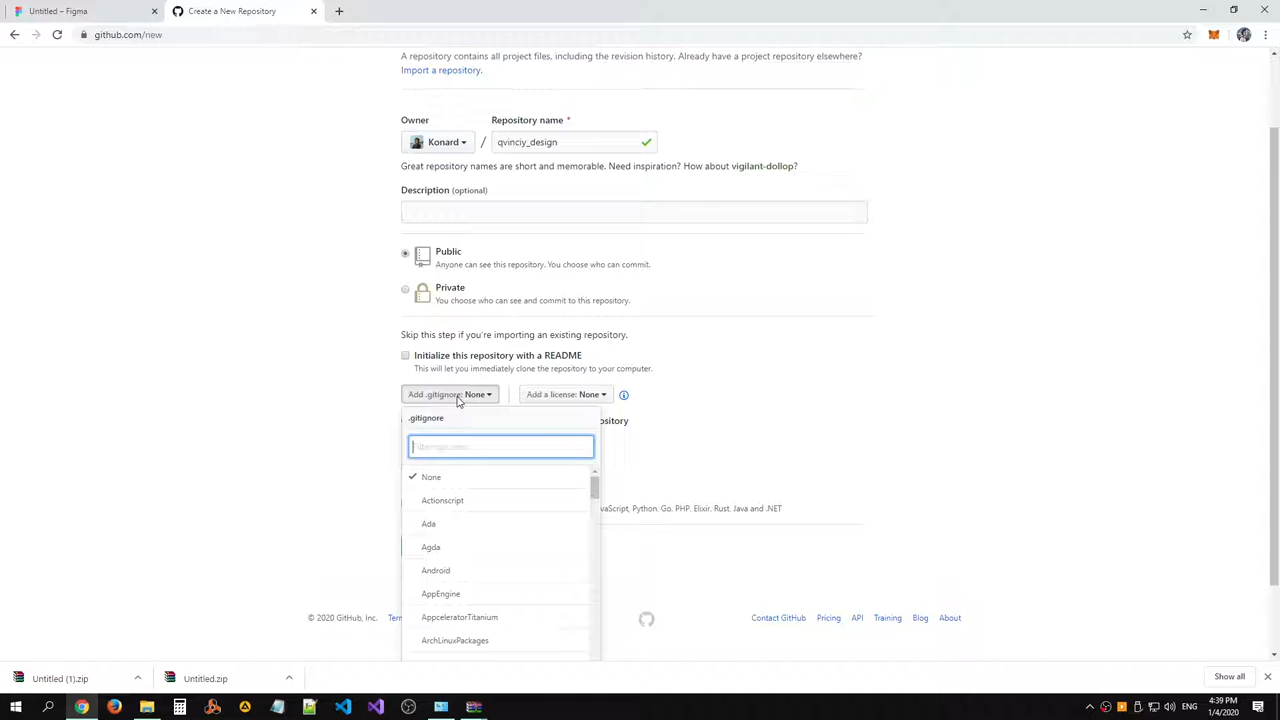 Untitled – Figma
Create a New Repository
github.com/new
A repository contains all project files, including the revision history. Already have a project repository elsewhere?
Import a repository.
Owner
Repository name *
Konard
/
qvinciy_design
Great repository names are short and memorable. Need inspiration? How about vigilant-dollop?
Description (optional)
Public
Anyone can see this repository. You choose who can commit.
Private
You choose who can see and commit to this repository.
Skip this step if you're importing an existing repository.
Initialize this repository with a README
This will let you immediately clone the repository to your computer.
Add .gitignore: None
Add a license: None
.gitignore
None
Actionscript
Ada
Agda
Android
AppEngine
AppceleratorTitanium
ArchLinuxPackages
Python, Go, PHP, Elixir, Rust, Java and .NET
© 2020 GitHub, Inc.
Contact GitHub
Pricing
API
Training
Blog
About
Untitled (1).zip
Untitled.zip
Show all
4:39 PM
1/4/2020